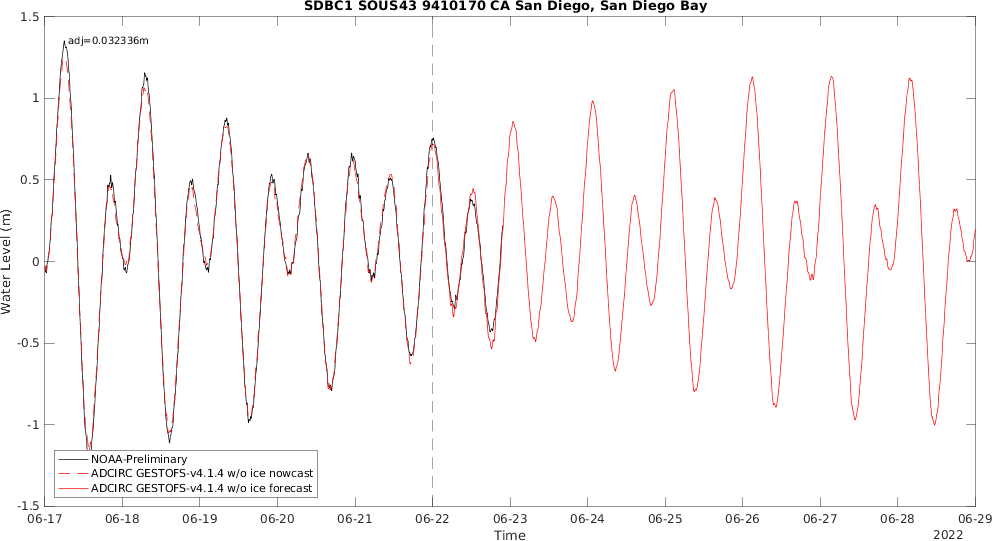 SDBC1 SOUS43 9410170 CA San Diego, San Diego Bay
1.5
adj=0.032336m
1
0.5
0
-0.5
-1
-1.5
Water Level (m)
NOAA-Preliminary
ADCIRC GESTOFS-v4.1.4 w/o ice nowcast
ADCIRC GESTOFS-v4.1.4 w/o ice forecast
06-17 06-18 06-19 06-20 06-21 06-22 06-23 06-24 06-25 06-26 06-27 06-28 06-29
Time
2022